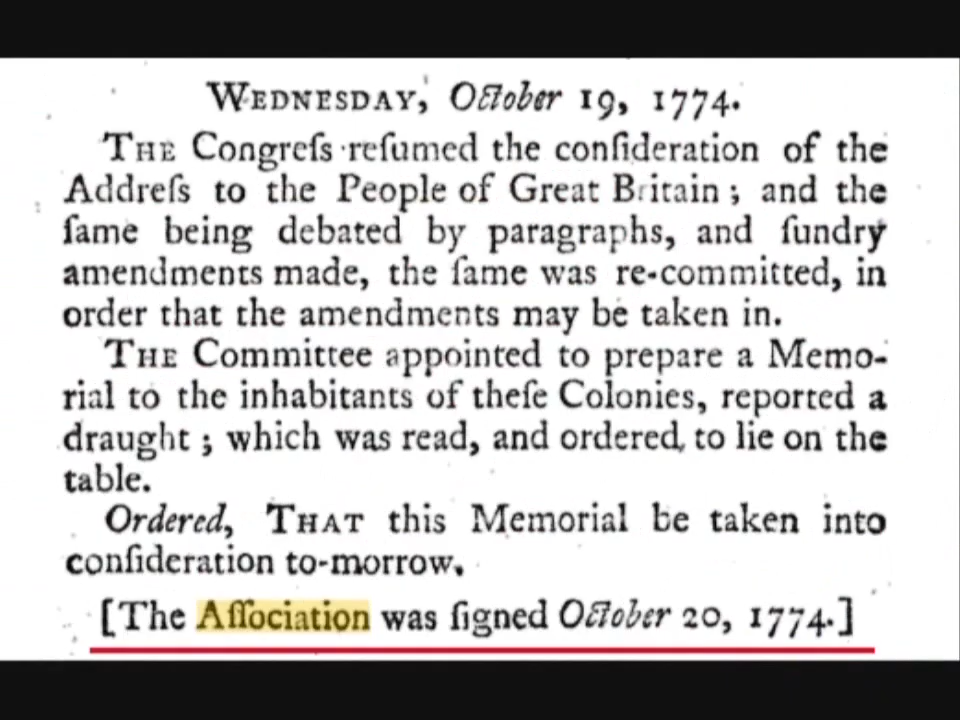 WEDNESDAY, October 19, 1774.
THE Congreſs reſumed the conſideration of the
Addreſs to the People of Great Britain; and the
ſame being debated by paragraphs, and ſundry
amendments made, the ſame was re-committed, in
order that the amendments may be taken in.
THE Committee appointed to prepare a Memo-
rial to the inhabitants of theſe Colonies, reported a
draught; which was read, and ordered, to lie on the
table.
Ordered, THAT this Memorial be taken into
conſideration to-morrow.
[The Aſſociation was ſigned October 20, 1774.]